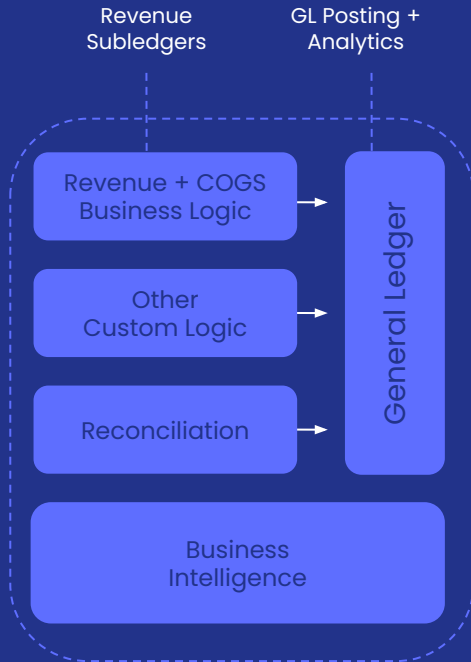 Revenue
Subledgers
GL Posting +
Analytics
Revenue + COGS
Business Logic
Other
Custom Logic
Reconciliation
General Ledger
Business
Intelligence